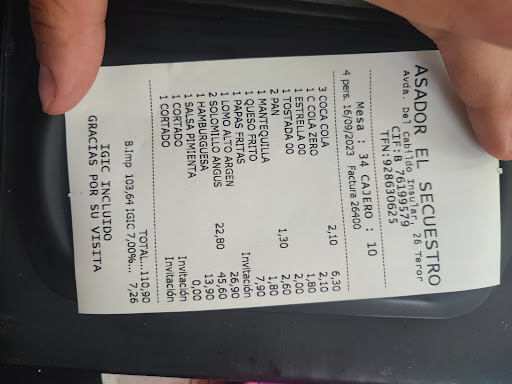 ASADOR EL SECUESTRO
Avda. Del Cabildo Insular, 26 Teror
CIF:B 76199579
TFN:928630625
Mesa : 34 CAJERO : 10
4 pers. 16/09/2023 Factura 26400
3 COCA COLA 2,10 6,30
1 C COLA ZERO 2,10
1 ESTRELLA 00 1,80
1 TOSTADA 00 2,00
2 PAN 1,30 2,60
1 MANTEQUILLA 1,80
1 QUESO FRITO 7,90
1 PAPAS FRITAS Invitación
1 LOMO ALTO ARGEN 26,90
2 SOLOMILLO ANGUS 22,80 45,60
1 HAMBURGUESA 13,90
1 SALSA PIMIENTA 0,00
1 CORTADO Invitación
1 CORTADO Invitación
TOTAL...110,90
B.Imp 103,64 IGIC 7,00%... 7,26
IGIC INCLUIDO
GRACIAS POR SU VISITA